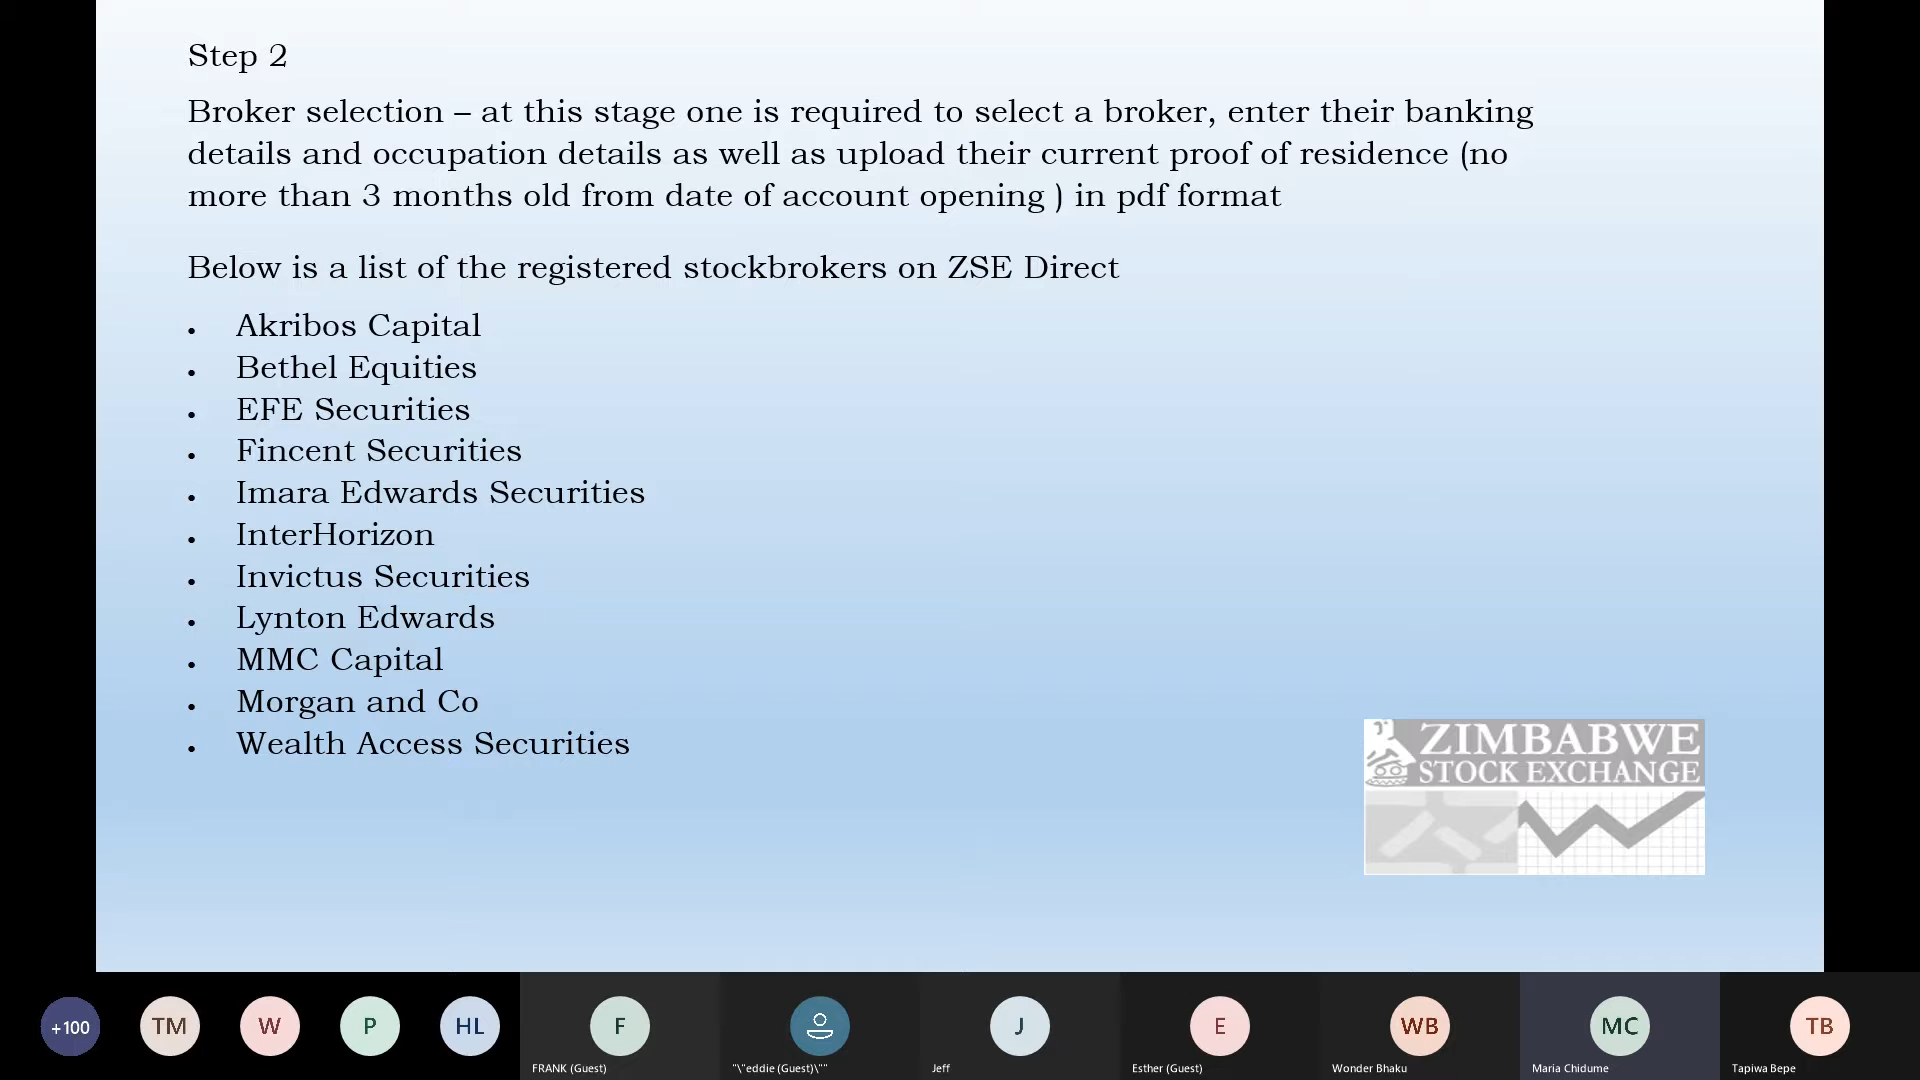 Step 2
Broker selection – at this stage one is required to select a broker, enter their banking
details and occupation details as well as upload their current proof of residence (no
more than 3 months old from date of account opening ) in pdf format
Below is a list of the registered stockbrokers on ZSE Direct
• Akribos Capital
• Bethel Equities
• EFE Securities
• Fincent Securities
• Imara Edwards Securities
• InterHorizon
• Invictus Securities
• Lynton Edwards
• MMC Capital
• Morgan and Co
• Wealth Access Securities
ZIMBABWE
STOCK EXCHANGE
+100 TM W P HL F J E WB MC TB
FRANK (Guest) "\"eddie (Guest)\"" Jeff Esther (Guest) Wonder Bhaku Maria Chidume Tapiwa Bepe